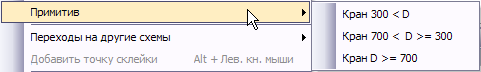 Примитив
Переходы на другие схемы
Добавить точку склейки Alt + Лев. кн. мыши
Кран 300 < D
Кран 700 < D >= 300
Кран D >= 700